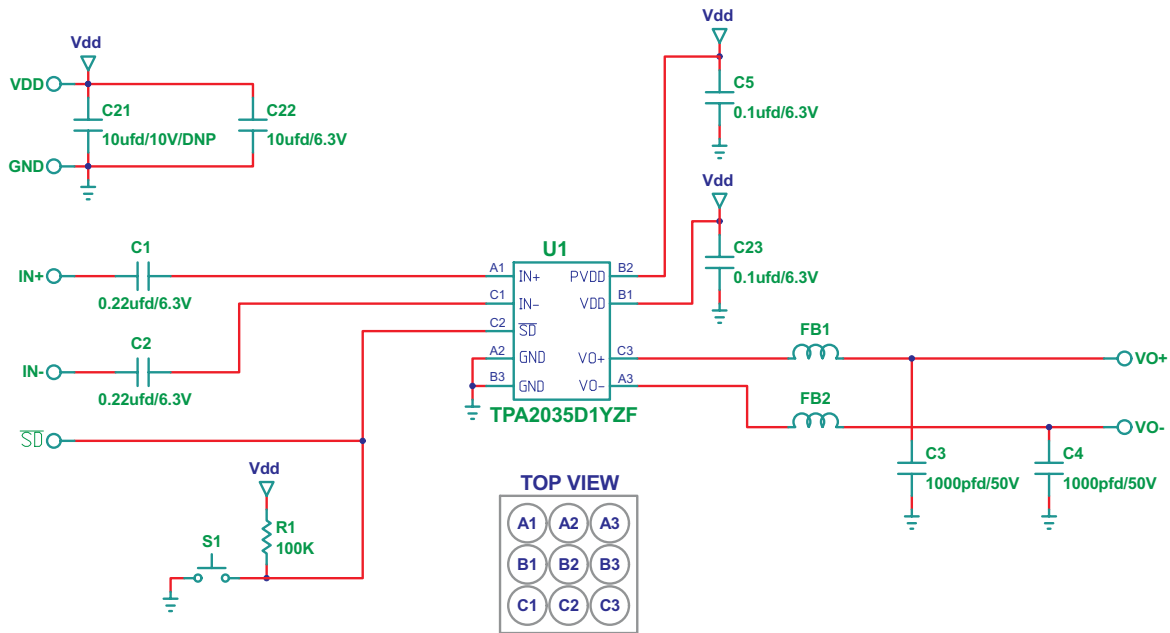 Vdd
VDD
C21
10ufd/10V/DNP
C22
10ufd/6.3V
GND
Vdd
C5
0.1ufd/6.3V
Vdd
C23
0.1ufd/6.3V
IN+
C1
0.22ufd/6.3V
IN-
C2
0.22ufd/6.3V
SD
U1
A1 IN+ PVDD B2
C1 IN- VDD B1
C2 SD
A2 GND VO+ C3
B3 GND VO- A3
TPA2035D1YZF
FB1
VO+
FB2
VO-
C3
1000pfd/50V
C4
1000pfd/50V
Vdd
R1
100K
S1
TOP VIEW
A1 A2 A3
B1 B2 B3
C1 C2 C3